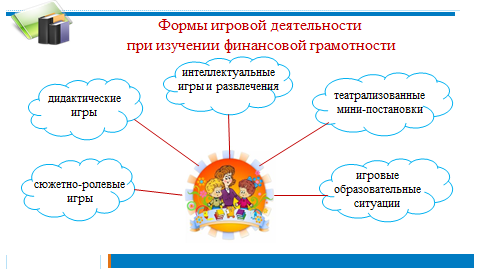 Формы игровой деятельности
при изучении финансовой грамотности
интеллектуальные
игры и развлечения
дидактические
игры
театрализованные
мини-постановки
сюжетно-ролевые
игры
игровые
образовательные
ситуации